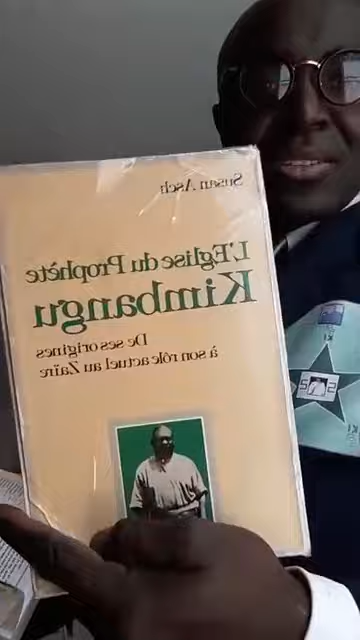 Susan Asch
L'Eglise du Prophète
Kimbangu
De ses origines
à son rôle actuel au Zaïre